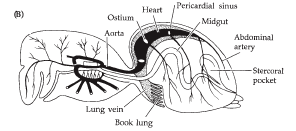 (B)
Heart
Pericardial sinus
Ostium
Midgut
Aorta
Abdominal
artery
Stercoral
pocket
Lung vein
Book lung